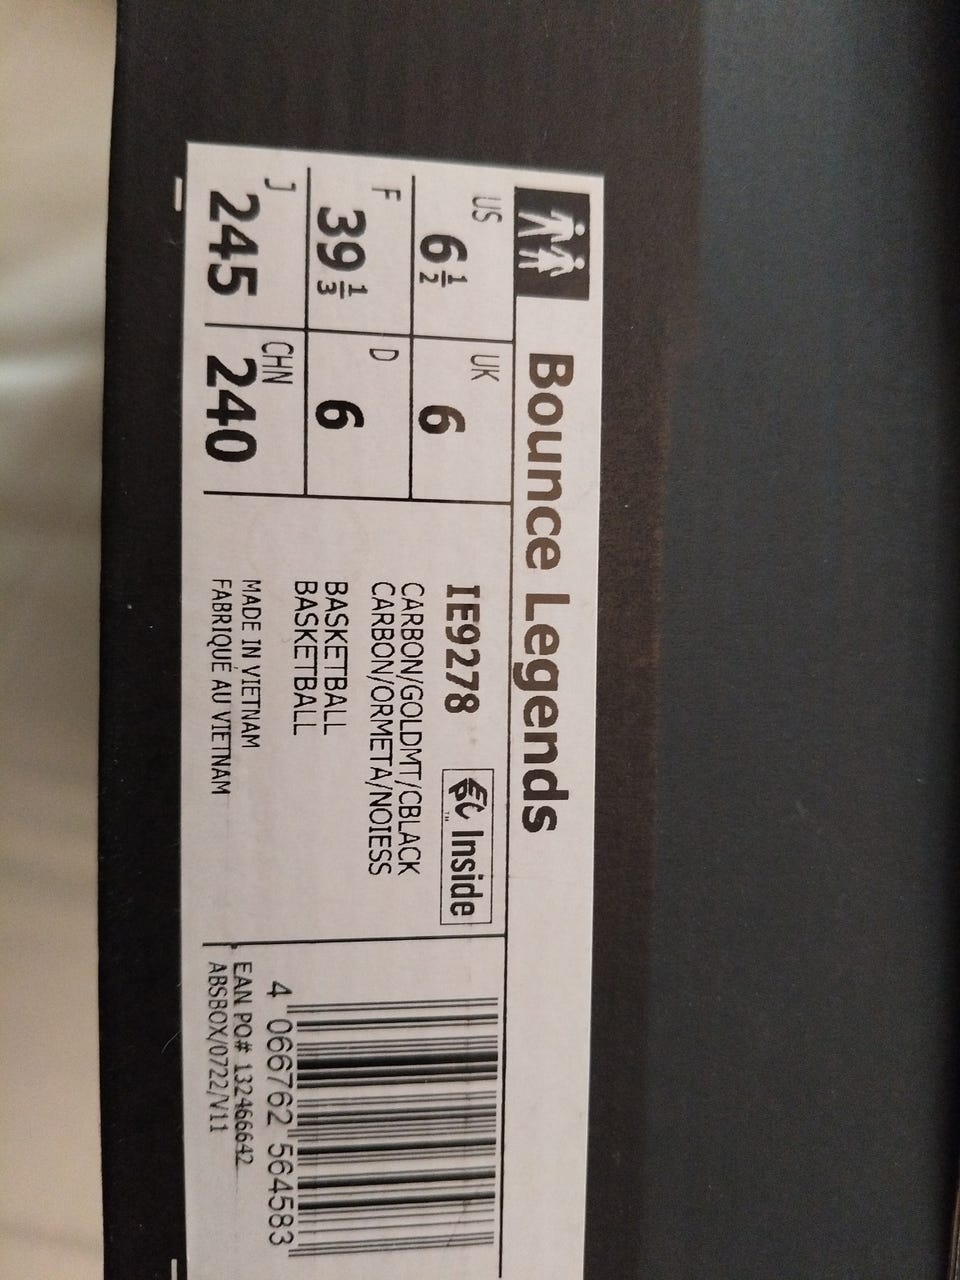 Bounce Legends
US
6 1/2
UK
6
F
39 1/3
D
6
J
245
CHN
240
IE9278
EC Inside
CARBON/GOLDMT/CBLACK
CARBON/ORMETA/NOIESS
BASKETBALL
BASKETBALL
MADE IN VIETNAM
FABRIQUÉ AU VIETNAM
4 066762 564583
EAN PO# 132466642
ABSBOX/0722/V11